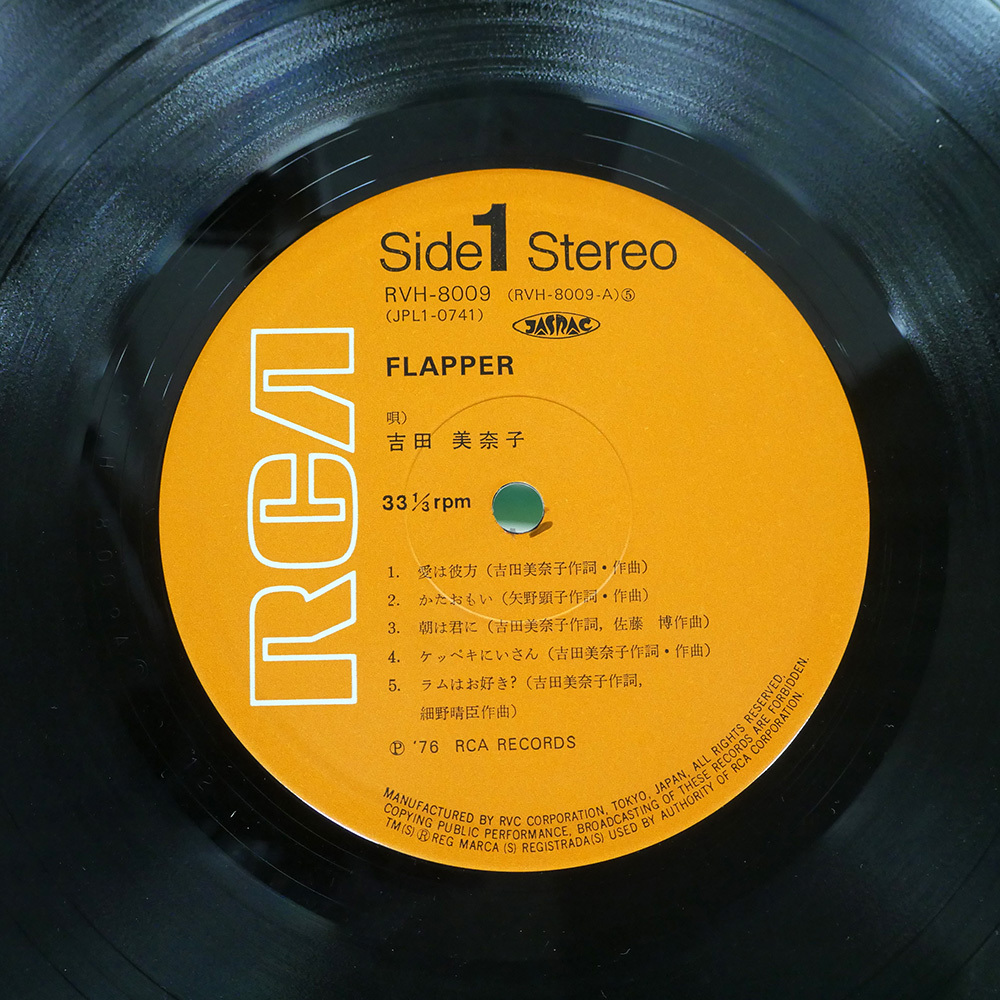 Side 1 Stereo
RVH-8009 (RVH-8009-A)⑤
(JPL1-0741)
JASRAC
FLAPPER
唄)
吉田 美奈子
33 1/3 rpm
1. 愛は彼方（吉田美奈子作詞・作曲）
2. かたおもい（矢野顕子作詞・作曲）
3. 朝は君に（吉田美奈子作詞, 佐藤 博作曲）
4. ケッペキにいさん（吉田美奈子作詞・作曲）
5. ラムはお好き?（吉田美奈子作詞,
細野晴臣作曲）
Ⓟ '76 RCA RECORDS
MANUFACTURED BY RVC CORPORATION, TOKYO, JAPAN, ALL RIGHTS RESERVED.
COPYING PUBLIC PERFORMANCE, BROADCASTING OF THESE RECORDS ARE FORBIDDEN.
TM(S) ® REG MARCA (S) REGISTRADA(S) USED BY AUTHORITY OF RCA CORPORATION.
RCA